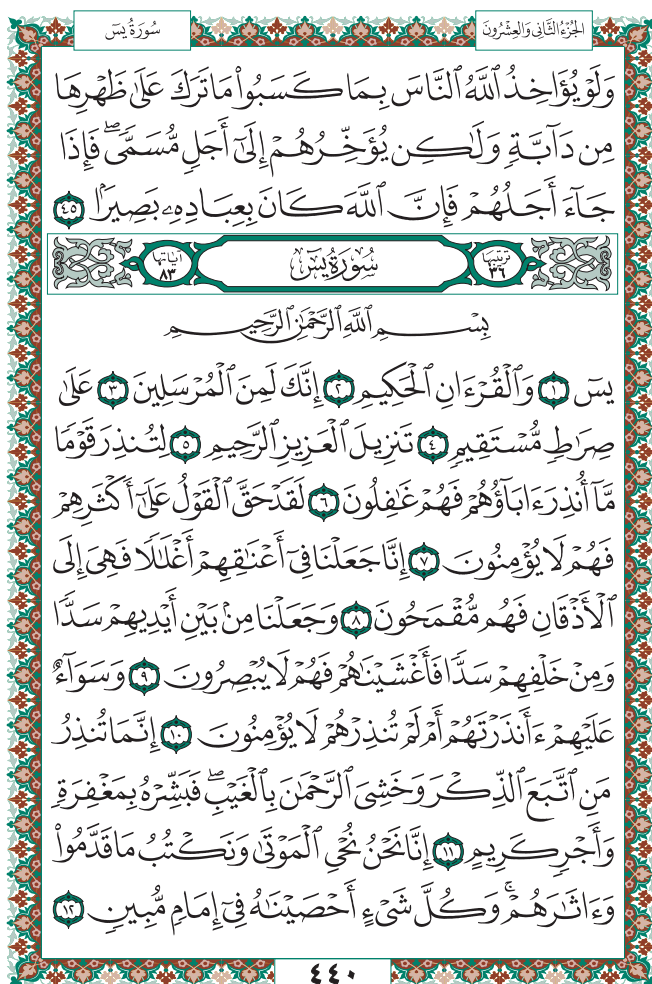 الجُزْءُ الثَّانِي وَالعِشْرُونَ
سُورَةُ يسٓ
وَلَوْ يُؤَاخِذُ ٱللَّهُ ٱلنَّاسَ بِمَا كَسَبُواْ مَا تَرَكَ عَلَىٰ ظَهْرِهَا
مِن دَآبَّةٖ وَلَٰكِن يُؤَخِّرُهُمْ إِلَىٰٓ أَجَلٖ مُّسَمّٗىۖ فَإِذَا
جَآءَ أَجَلُهُمْ فَإِنَّ ٱللَّهَ كَانَ بِعِبَادِهِۦ بَصِيرَۢا ٤٥
تَرْتِيبُهَا ٣٦
سُورَةُ يسٓ
آيَاتُهَا ٨٣
بِسْمِ ٱللَّهِ ٱلرَّحْمَٰنِ ٱلرَّحِيمِ
يسٓ ١ وَٱلْقُرْءَانِ ٱلْحَكِيمِ ٢ إِنَّكَ لَمِنَ ٱلْمُرْسَلِينَ ٣ عَلَىٰ
صِرَٰطٖ مُّسْتَقِيمٖ ٤ تَنزِيلَ ٱلْعَزِيزِ ٱلرَّحِيمِ ٥ لِتُنذِرَ قَوْمٗا
مَّآ أُنذِرَ ءَابَآؤُهُمْ فَهُمْ غَٰفِلُونَ ٦ لَقَدْ حَقَّ ٱلْقَوْلُ عَلَىٰٓ أَكْثَرِهِمْ
فَهُمْ لَا يُؤْمِنُونَ ٧ إِنَّا جَعَلْنَا فِيٓ أَعْنَٰقِهِمْ أَغْلَٰلٗا فَهِيَ إِلَى
ٱلْأَذْقَانِ فَهُم مُّقْمَحُونَ ٨ وَجَعَلْنَا مِنۢ بَيْنِ أَيْدِيهِمْ سَدّٗا
وَمِنْ خَلْفِهِمْ سَدّٗا فَأَغْشَيْنَٰهُمْ فَهُمْ لَا يُبْصِرُونَ ٩ وَسَوَآءٌ
عَلَيْهِمْ ءَأَنذَرْتَهُمْ أَمْ لَمْ تُنذِرْهُمْ لَا يُؤْمِنُونَ ١٠ إِنَّمَا تُنذِرُ
مَنِ ٱتَّبَعَ ٱلذِّكْرَ وَخَشِيَ ٱلرَّحْمَٰنَ بِٱلْغَيْبِۖ فَبَشِّرْهُ بِمَغْفِرَةٖ
وَأَجْرٖ كَرِيمٍ ١١ إِنَّا نَحْنُ نُحْيِ ٱلْمَوْتَىٰ وَنَكْتُبُ مَا قَدَّمُواْ
وَءَاثَٰرَهُمْۚ وَكُلَّ شَيْءٍ أَحْصَيْنَٰهُ فِيٓ إِمَامٖ مُّبِينٖ ١٢
٤٤٠